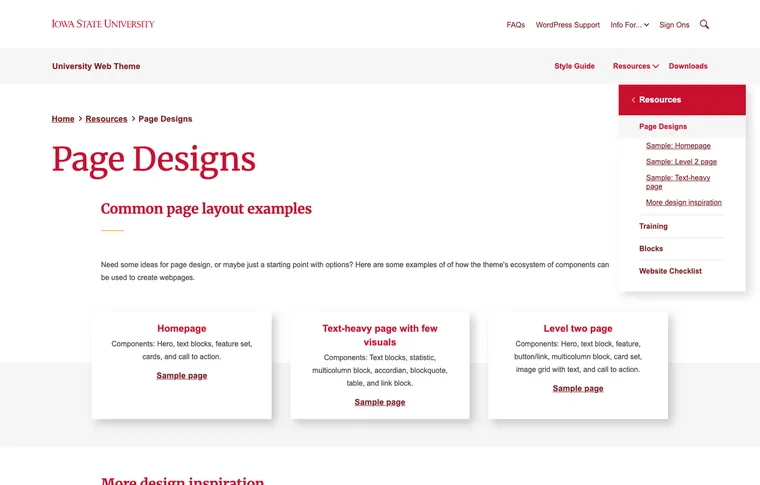 IOWA STATE UNIVERSITY
FAQs WordPress Support Info For... Sign Ons
University Web Theme
Style Guide Resources Downloads
Resources
Page Designs
Sample: Homepage
Sample: Level 2 page
Sample: Text-heavy
page
More design inspiration
Training
Blocks
Website Checklist
Home Resources Page Designs
Page Designs
Common page layout examples
Need some ideas for page design, or maybe just a starting point with options? Here are some examples of of how the theme's ecosystem of components can
be used to create webpages.
Homepage
Components: Hero, text blocks, feature set,
cards, and call to action.
Sample page
Text-heavy page with few
visuals
Components: Text blocks, statistic,
multicolumn block, accordian, blockquote,
table, and link block.
Sample page
Level two page
Components: Hero, text block, feature,
button/link, multicolumn block, card set,
image grid with text, and call to action.
Sample page
More design inspiration